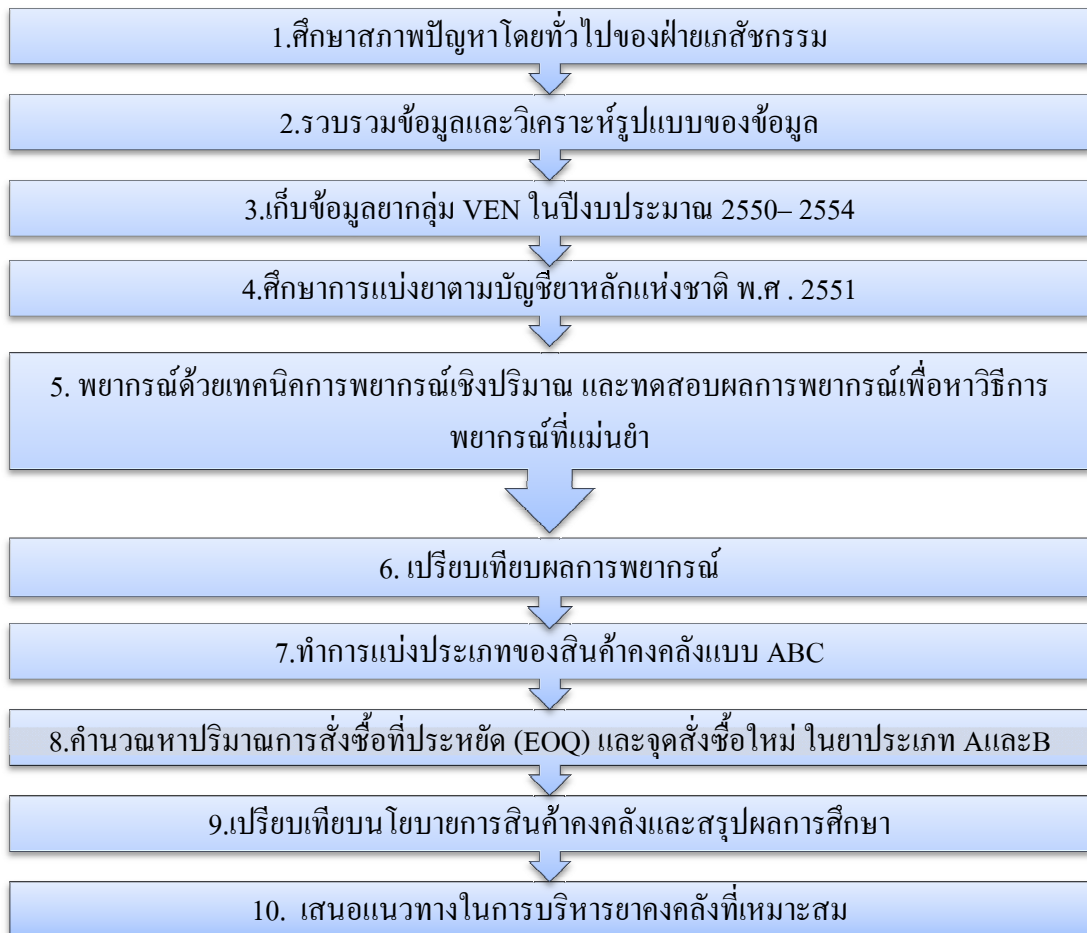 1.ศึกษาสภาพปัญหาโดยทั่วไปของฝ่ายเภสัชกรรม
2.รวบรวมข้อมูลและวิเคราะห์รูปแบบของข้อมูล
3.เก็บข้อมูลยากลุ่ม VEN ในปีงบประมาณ 2550– 2554
4.ศึกษาการแบ่งยาตามบัญชียาหลักแห่งชาติ พ.ศ . 2551
5. พยากรณ์ด้วยเทคนิคการพยากรณ์เชิงปริมาณ และทดสอบผลการพยากรณ์เพื่อหาวิธีการ
พยากรณ์ที่แม่นยำ
6. เปรียบเทียบผลการพยากรณ์
7.ทำการแบ่งประเภทของสินค้าคงคลังแบบ ABC
8.คำนวณหาปริมาณการสั่งซื้อที่ประหยัด (EOQ) และจุดสั่งซื้อใหม่ ในยาประเภท AและB
9.เปรียบเทียบนโยบายการสินค้าคงคลังและสรุปผลการศึกษา
10. เสนอแนวทางในการบริหารยาคงคลังที่เหมาะสม